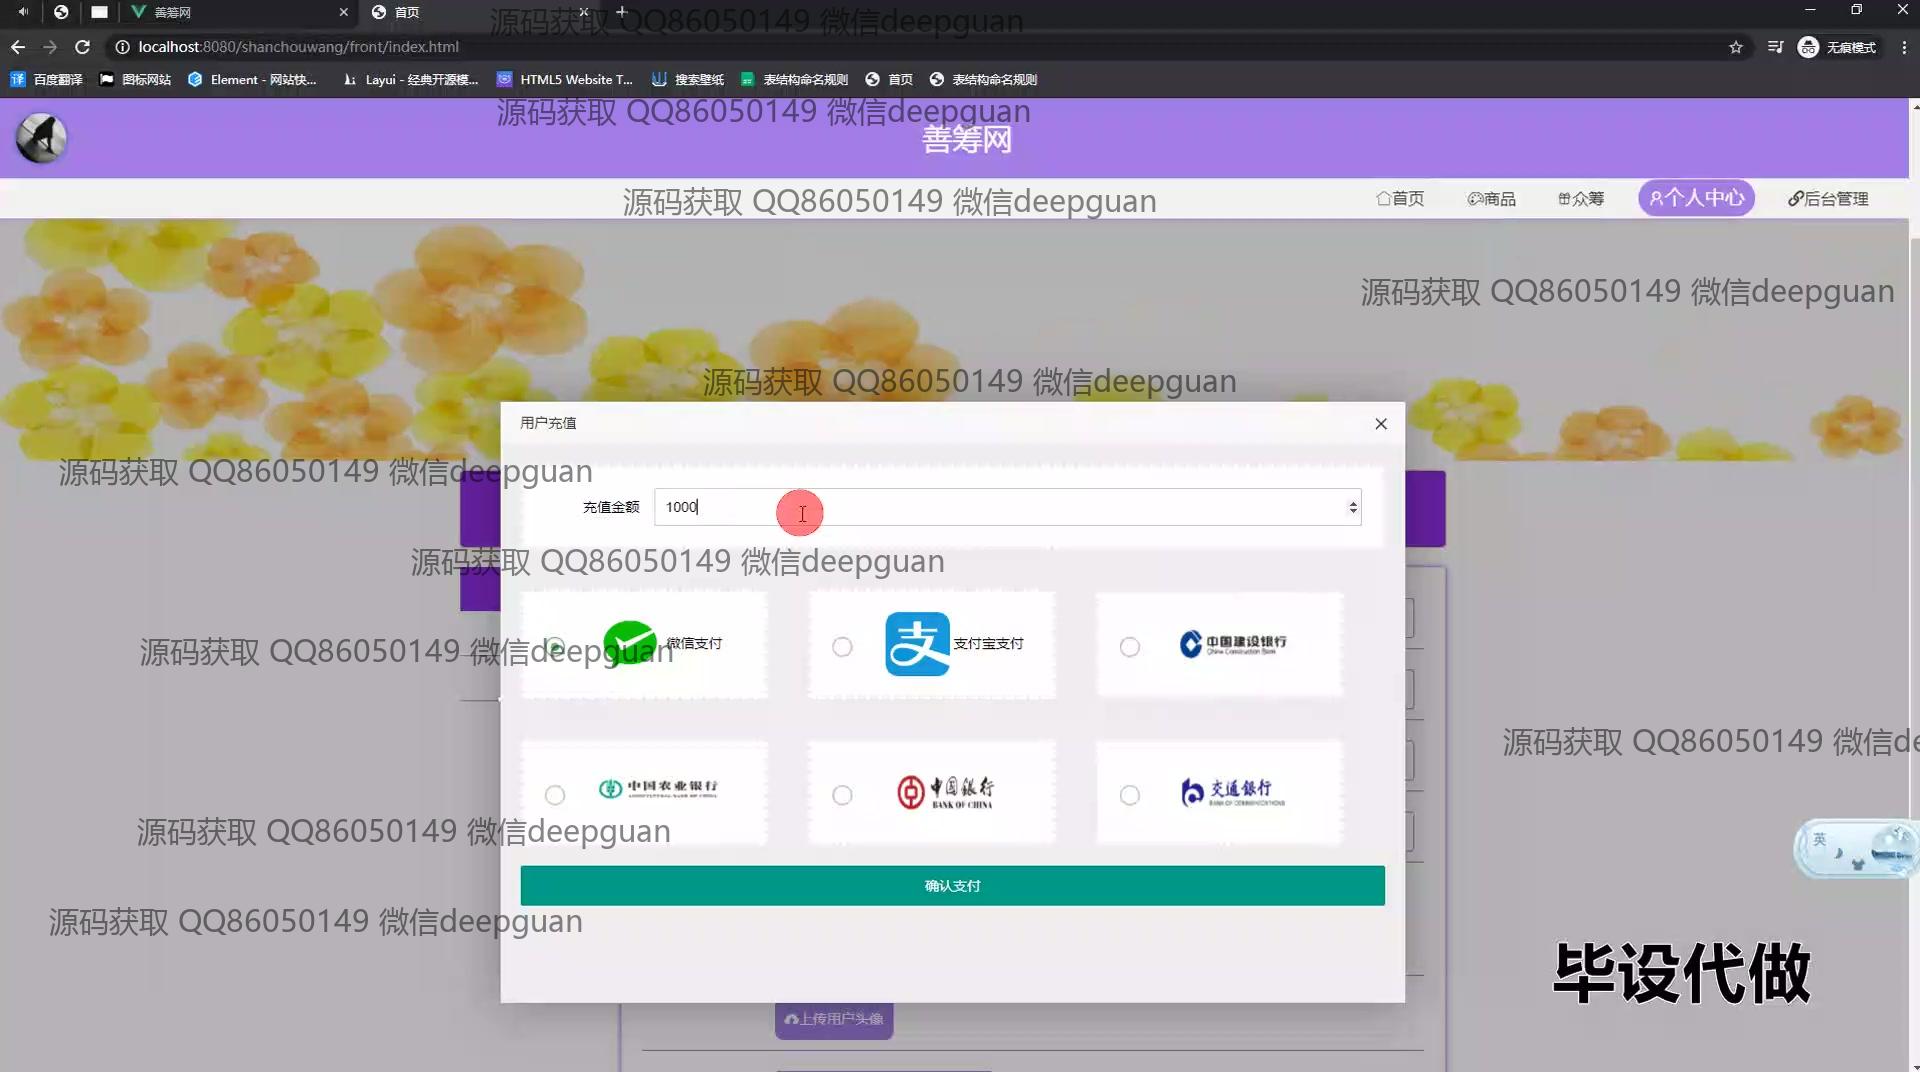 善筹网
首页
源码获取 QQ86050149 微信deepguan
localhost:8080/shanchouwang/front/index.html
无痕模式
百度翻译
图标网站
Element - 网站快...
Layui - 经典开源模...
HTML5 Website T...
搜索壁纸
表结构命名规则
首页
表结构命名规则
源码获取 QQ86050149 微信deepguan
善筹网
源码获取 QQ86050149 微信deepguan
首页
商品
众筹
个人中心
后台管理
源码获取 QQ86050149 微信deepguan
源码获取 QQ86050149 微信deepguan
用户充值
源码获取 QQ86050149 微信deepguan
充值金额
1000
源码获取 QQ86050149 微信deepguan
微信支付
支付宝支付
中国建设银行
China Construction Bank
源码获取 QQ86050149 微信deepguan
源码获取 QQ86050149 微信de
中国农业银行
AGRICULTURAL BANK OF CHINA
中国银行
BANK OF CHINA
交通银行
BANK OF COMMUNICATIONS
源码获取 QQ86050149 微信deepguan
英
确认支付
源码获取 QQ86050149 微信deepguan
毕设代做
上传用户头像